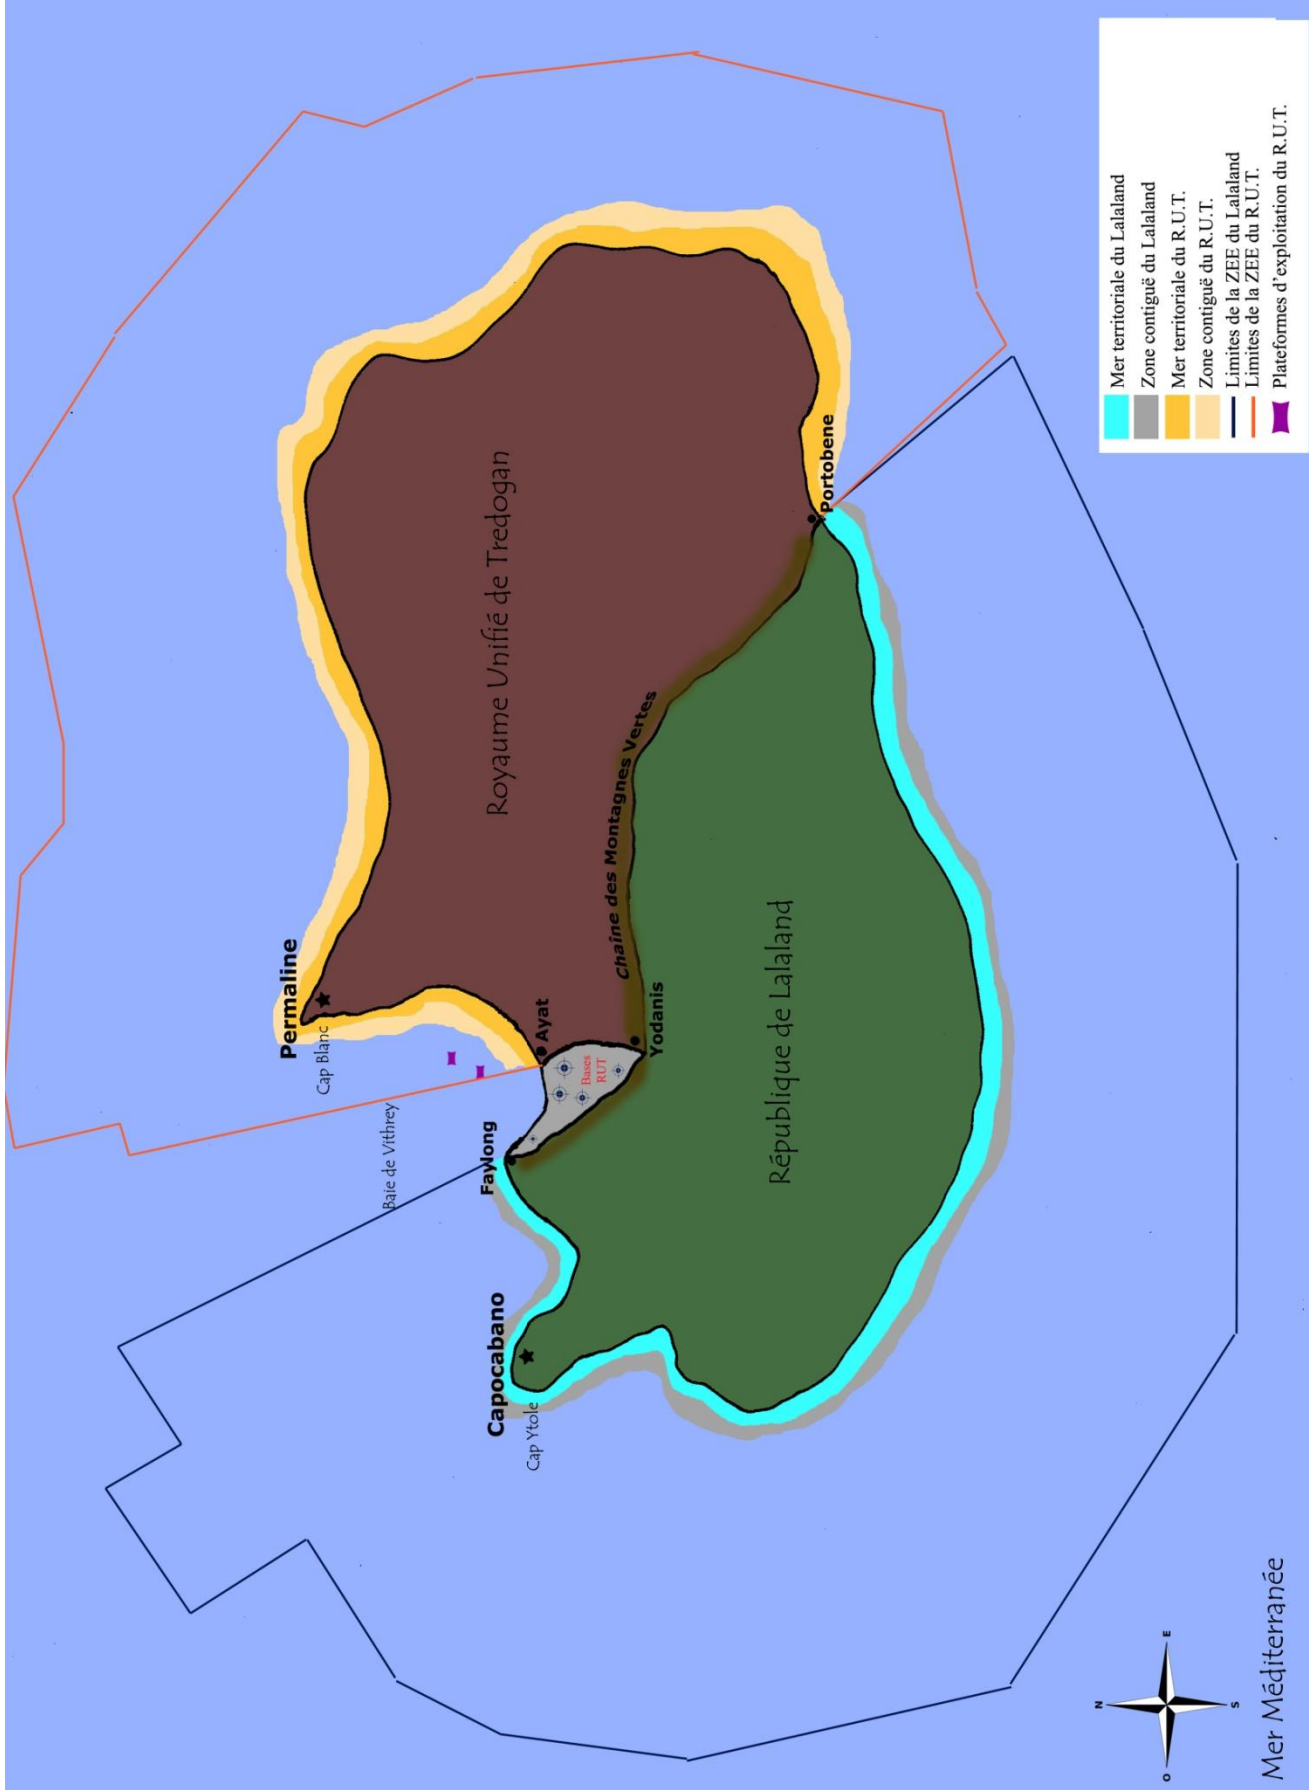 Permaline
Cap Blanc
Baie de Vithrey
Royaume Unifié de Tredogan
Ayat
Faylong
Bases
RUT
Chaîne des Montagnes Vertes
Yodanis
Portobene
Capocabano
Cap Ytole
République de Lalaland
N
O
E
S
Mer Méditerranée
Mer territoriale du Lalaland
Zone contiguë du Lalaland
Mer territoriale du R.U.T.
Zone contiguë du R.U.T.
Limites de la ZEE du Lalaland
Limites de la ZEE du R.U.T.
Plateformes d'exploitation du R.U.T.